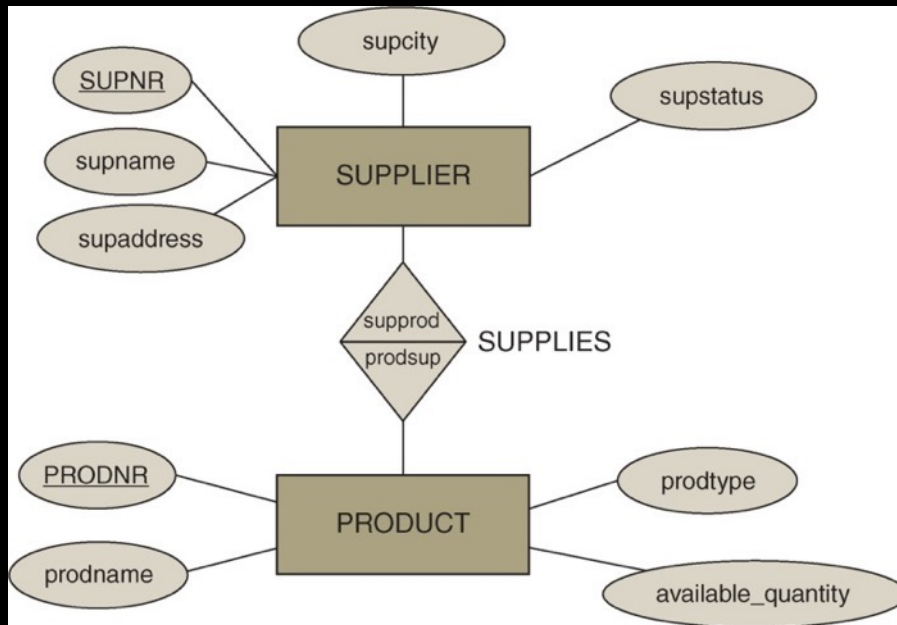 supcity
SUPNR
supstatus
supname
SUPPLIER
supaddress
supprod
prodsup
SUPPLIES
PRODNR
prodtype
PRODUCT
prodname
available_quantity